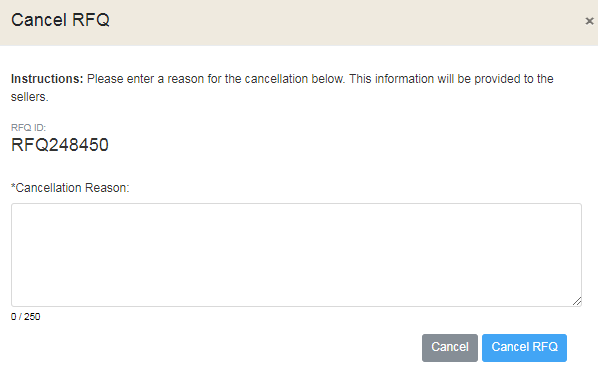 Cancel RFQ
×
Instructions: Please enter a reason for the cancellation below. This information will be provided to the
sellers.
RFQ ID:
RFQ248450
*Cancellation Reason:
0 / 250
Cancel Cancel RFQ